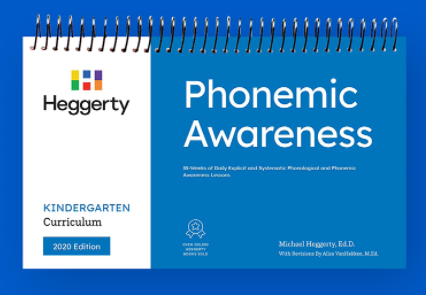 Heggerty
KINDERGARTEN
Curriculum
2020 Edition
Phonemic
Awareness
35-Weeks of Daily Explicit and Systematic Phonological and Phonemic
Awareness Lessons
OVER 200,000
HEGGERTY
BOOKS SOLD
Michael Heggerty, Ed.D.
With Revisions By Alisa VanHekken, M.Ed.